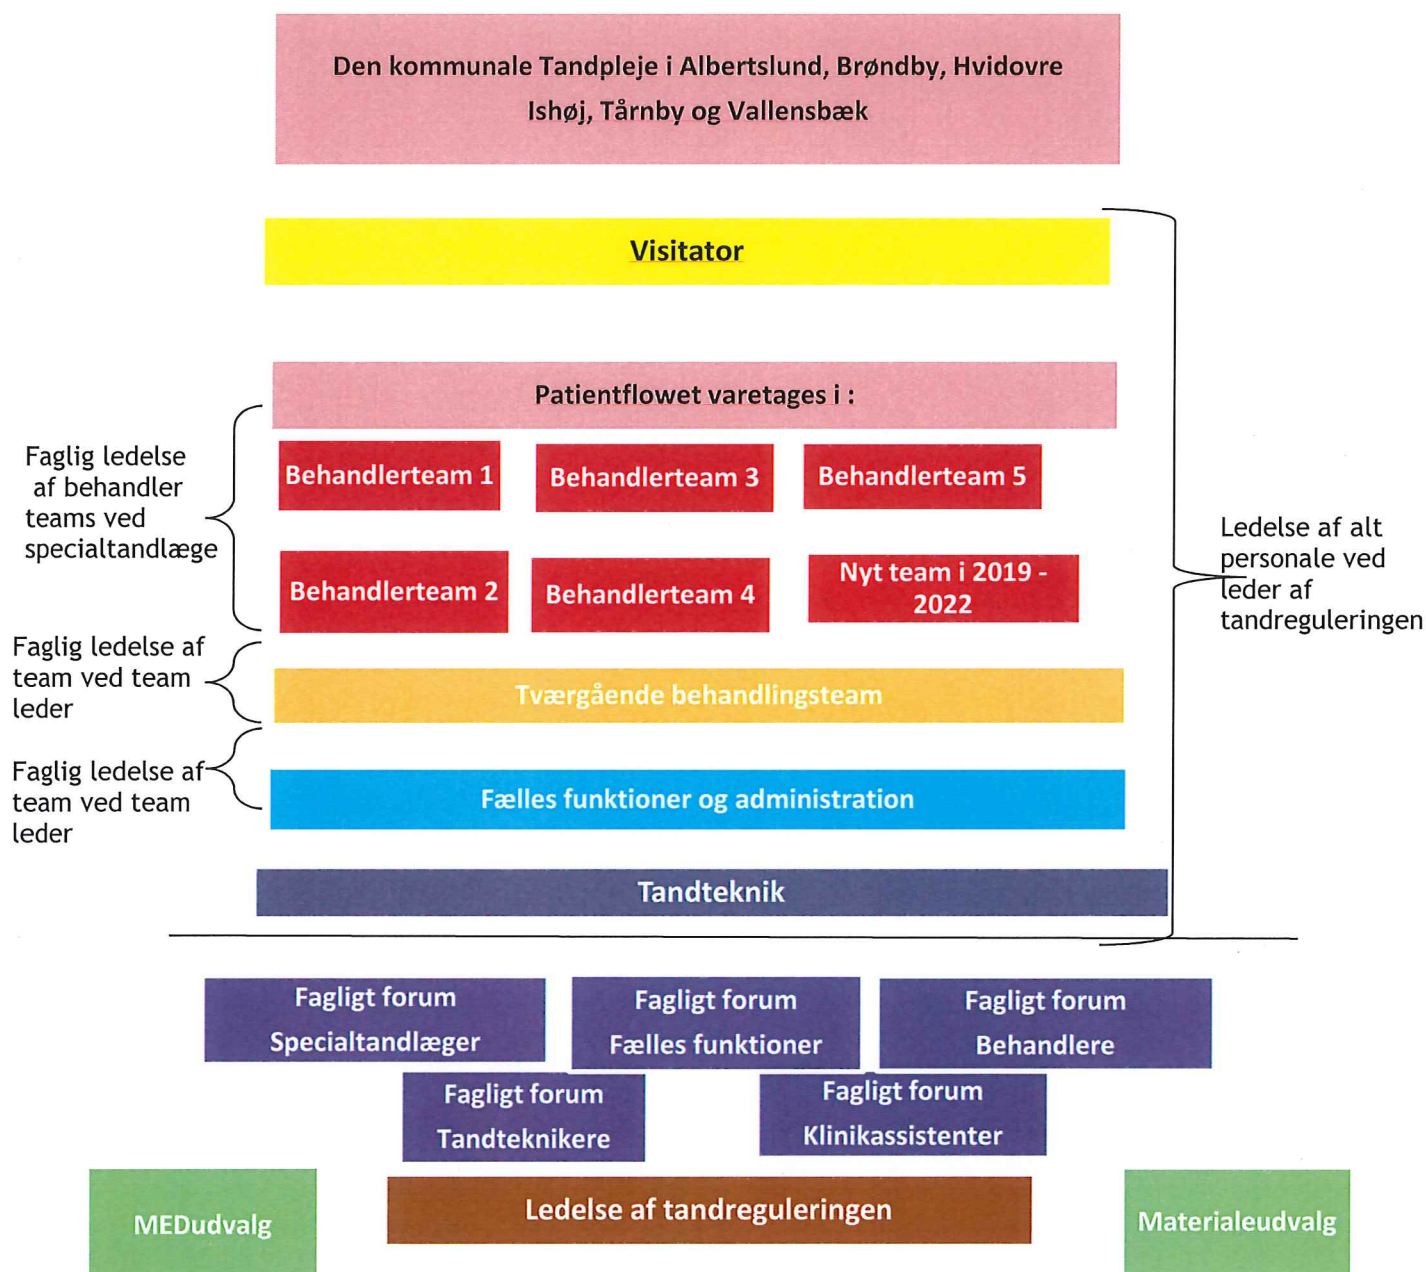 Den kommunale Tandpleje i Albertslund, Brøndby, Hvidovre
Ishøj, Tårnby og Vallensbæk
Visitator
Patientflowet varetages i :
Faglig ledelse
af behandler
teams ved
specialtandlæge
Behandlerteam 1
Behandlerteam 3
Behandlerteam 5
Behandlerteam 2
Behandlerteam 4
Nyt team i 2019 -
2022
Ledelse af alt
personale ved
leder af
tandreguleringen
Faglig ledelse af
team ved team
leder
Tværgående behandlingsteam
Faglig ledelse af
team ved team
leder
Fælles funktioner og administration
Tandteknik
Fagligt forum
Specialtandlæger
Fagligt forum
Fælles funktioner
Fagligt forum
Behandlere
Fagligt forum
Tandteknikere
Fagligt forum
Klinikassistenter
MEDudvalg
Ledelse af tandreguleringen
Materialeudvalg